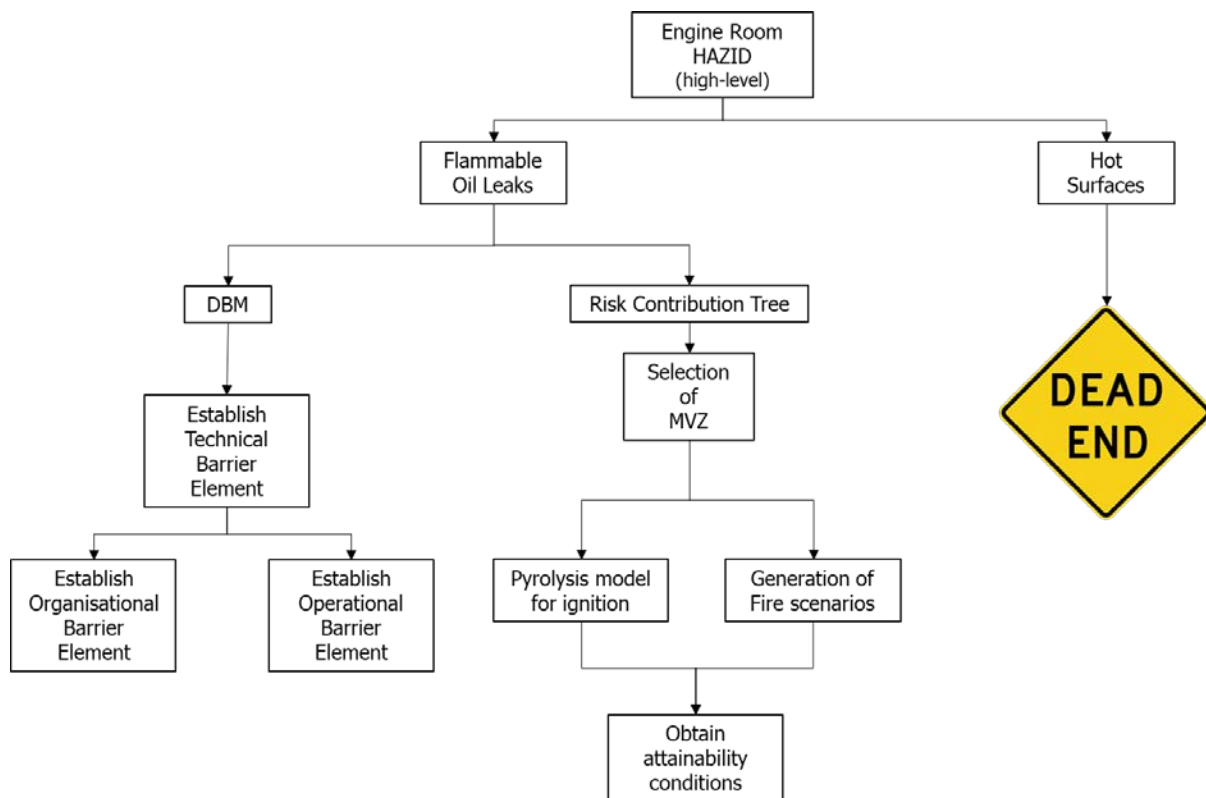 Engine Room
HAZID
(high-level)
Flammable
Oil Leaks
Hot
Surfaces
DBM
Risk Contribution Tree
Selection
of
MVZ
DEAD
END
Establish
Technical
Barrier
Element
Establish
Organisational
Barrier
Element
Establish
Operational
Barrier
Element
Pyrolysis model
for ignition
Generation of
Fire scenarios
Obtain
attainability
conditions